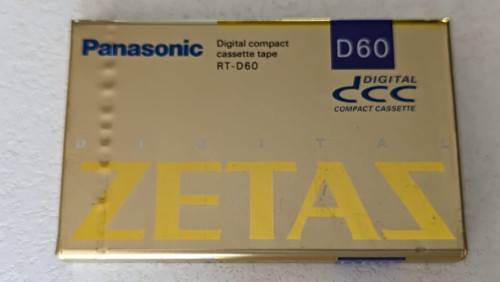 Panasonic
Digital compact
cassette tape
RT-D60
D60
DIGITAL
dcc
COMPACT CASSETTE
DIGITAL
ZETAS